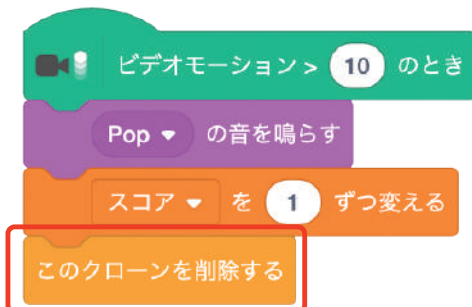 ビデオモーション > 10 のとき
Pop の音を鳴らす
スコア を 1 ずつ変える
このクローンを削除する